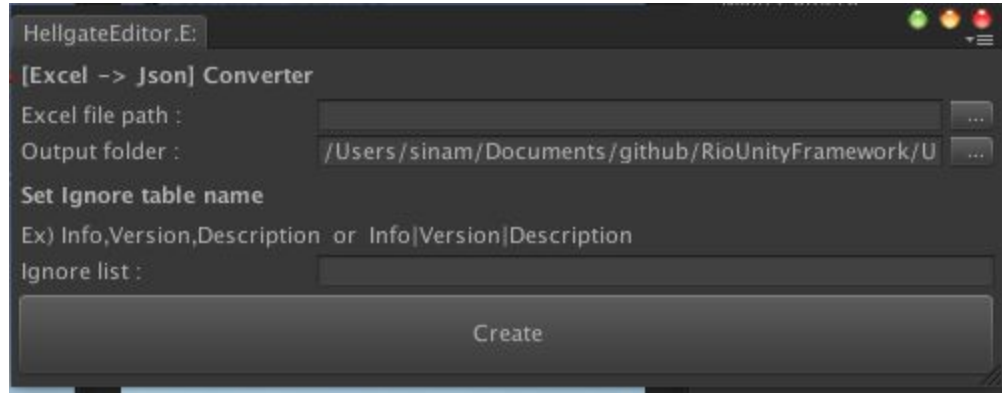 HellgateEditor.E:
[Excel -> Json] Converter
Excel file path :
...
Output folder : /Users/sinam/Documents/github/RioUnityFramework/U ...
Set Ignore table name
Ex) Info,Version,Description or Info|Version|Description
Ignore list :
Create